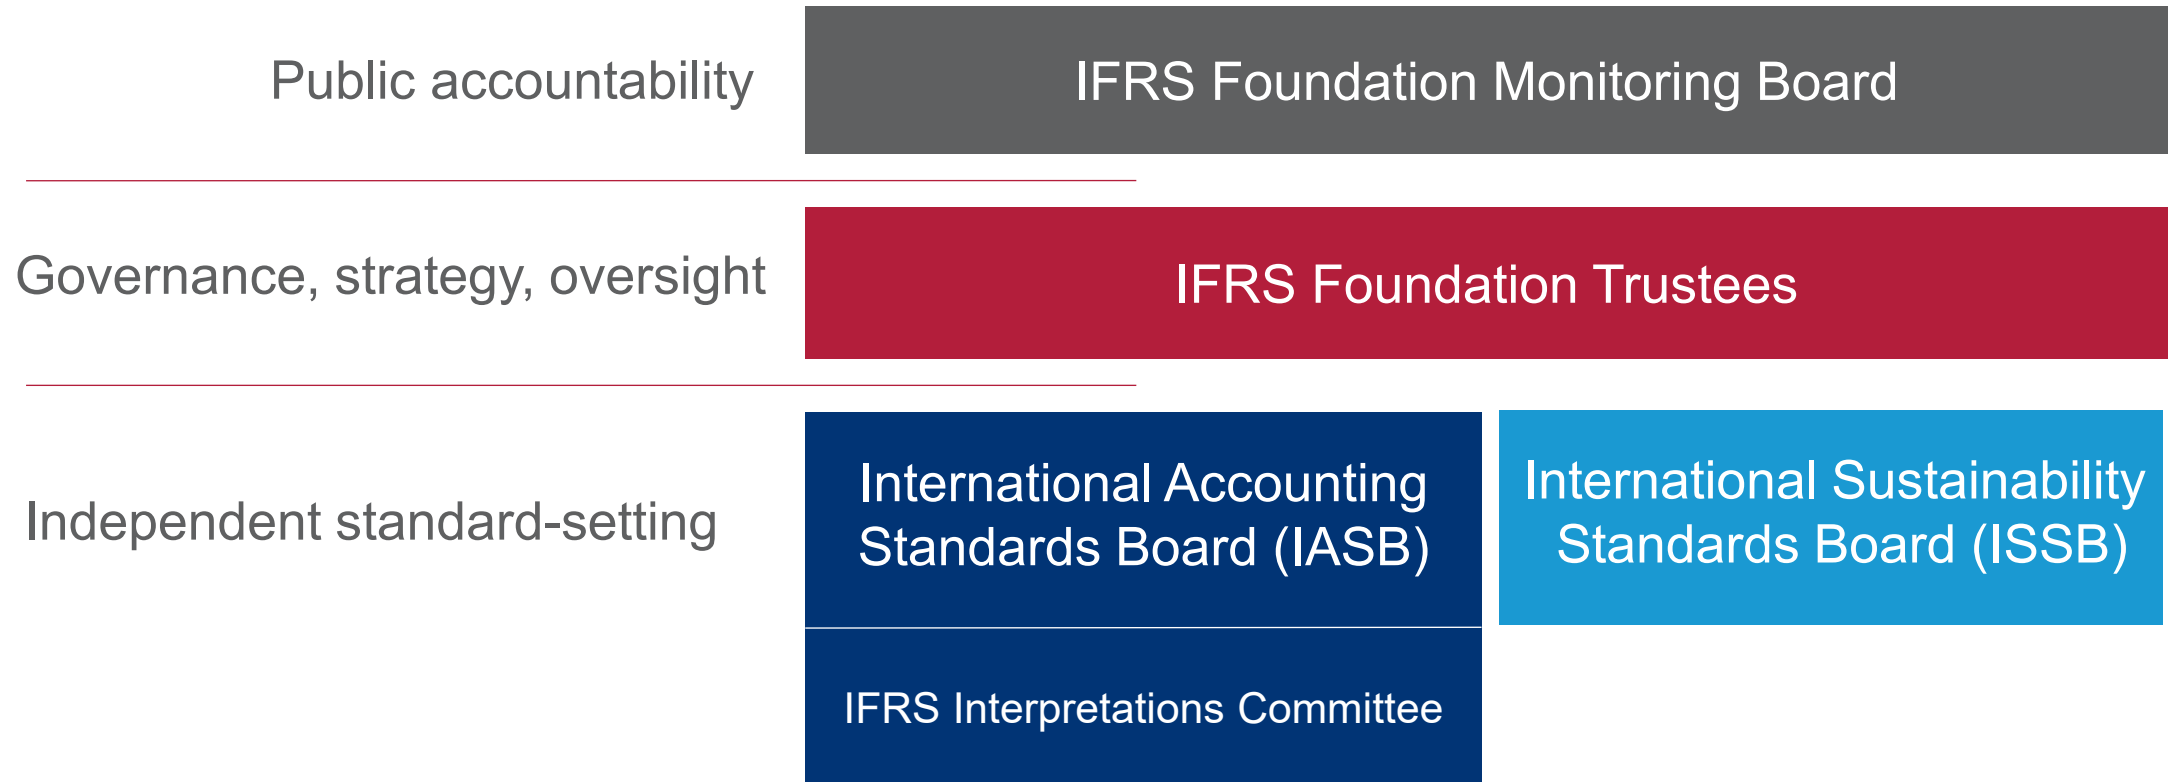 Public accountability
IFRS Foundation Monitoring Board
Governance, strategy, oversight
IFRS Foundation Trustees
Independent standard-setting
International Accounting
Standards Board (IASB)
International Sustainability
Standards Board (ISSB)
IFRS Interpretations Committee